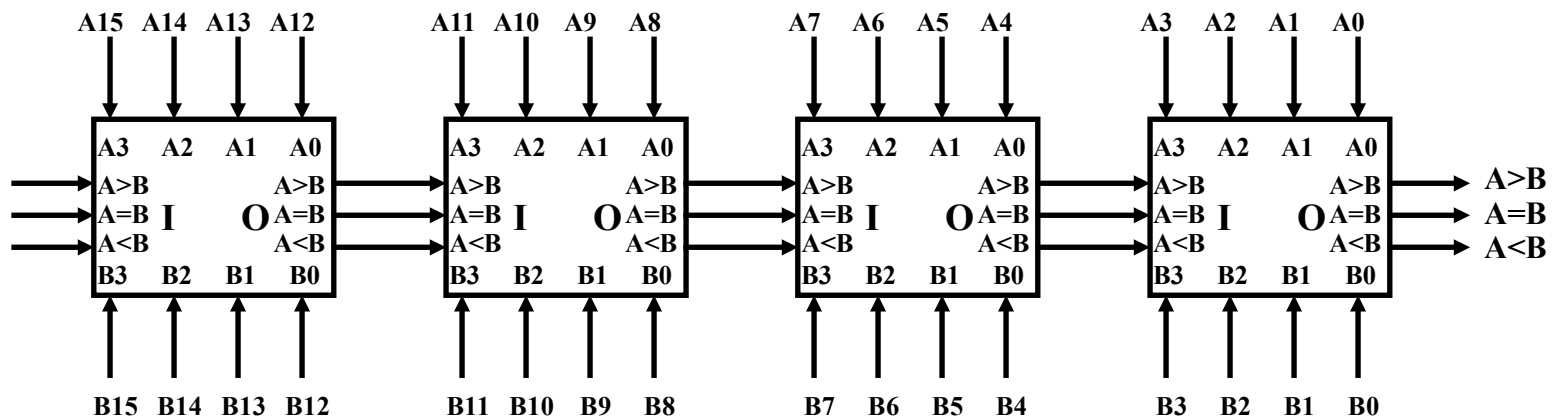 A15 A14 A13 A12 A11 A10 A9 A8 A7 A6 A5 A4 A3 A2 A1 A0
A3 A2 A1 A0 A3 A2 A1 A0 A3 A2 A1 A0 A3 A2 A1 A0
A>B A>B A>B A>B A>B A>B A>B A>B A>B
A=B I O A=B A=B I O A=B A=B I O A=B A=B I O A=B A=B
A<B A<B A<B A<B A<B A<B A<B A<B A<B
B3 B2 B1 B0 B3 B2 B1 B0 B3 B2 B1 B0 B3 B2 B1 B0
B15 B14 B13 B12 B11 B10 B9 B8 B7 B6 B5 B4 B3 B2 B1 B0